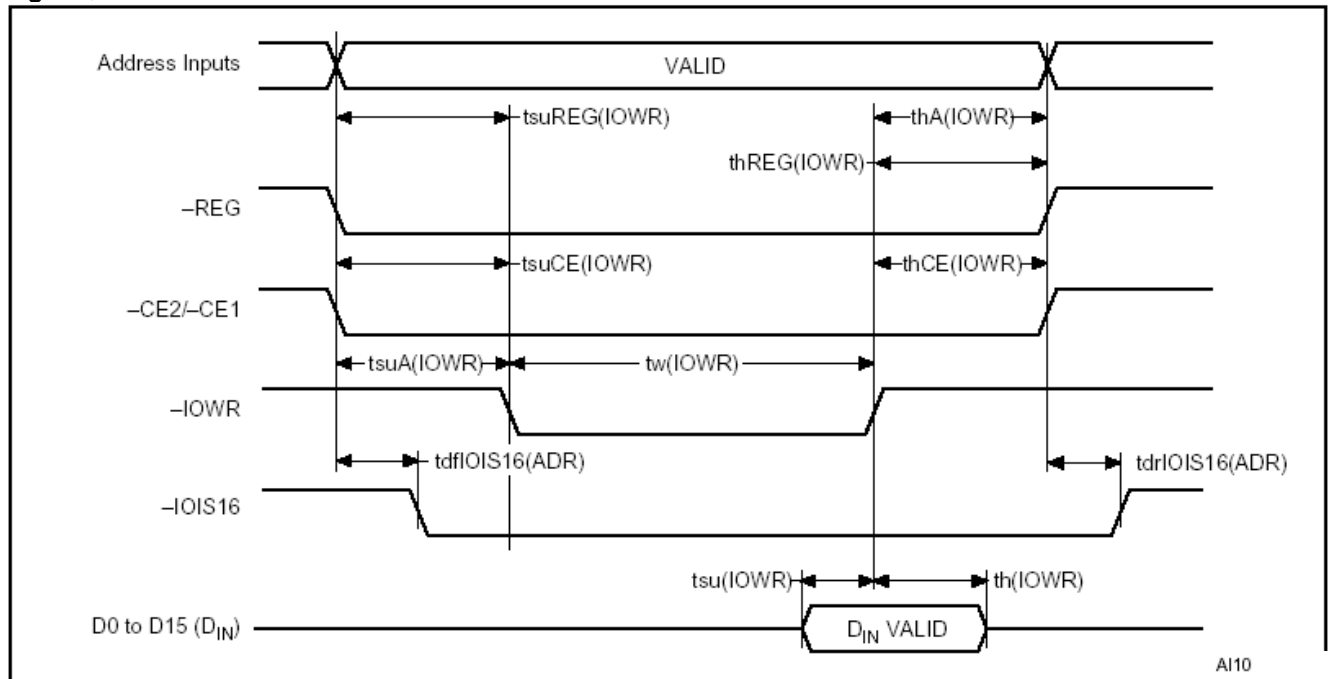 Address Inputs VALID
tsuREG(IOWR) thA(IOWR)
thREG(IOWR)
–REG
tsuCE(IOWR) thCE(IOWR)
–CE2/–CE1
tsuA(IOWR) tw(IOWR)
–IOWR
tdfIOIS16(ADR) tdrIOIS16(ADR)
–IOIS16
tsu(IOWR) th(IOWR)
D0 to D15 (DIN) DIN VALID
AI10